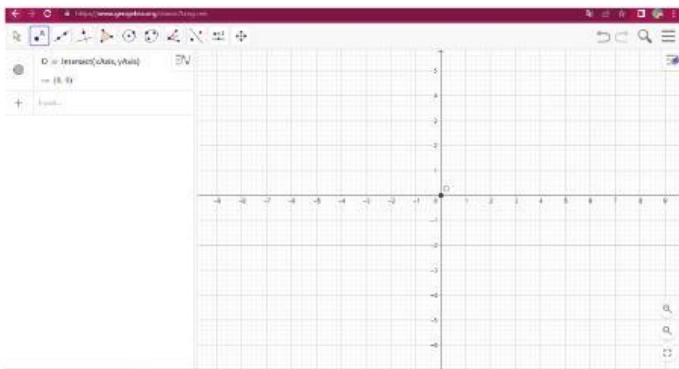 O = Intersect(xAxis, yAxis)
= (0, 0)
Input...
5
4
3
2
1
O
-9 -8 -7 -6 -5 -4 -3 -2 -1 0 1 2 3 4 5 6 7 8 9
-1
-2
-3
-4
-5
-6